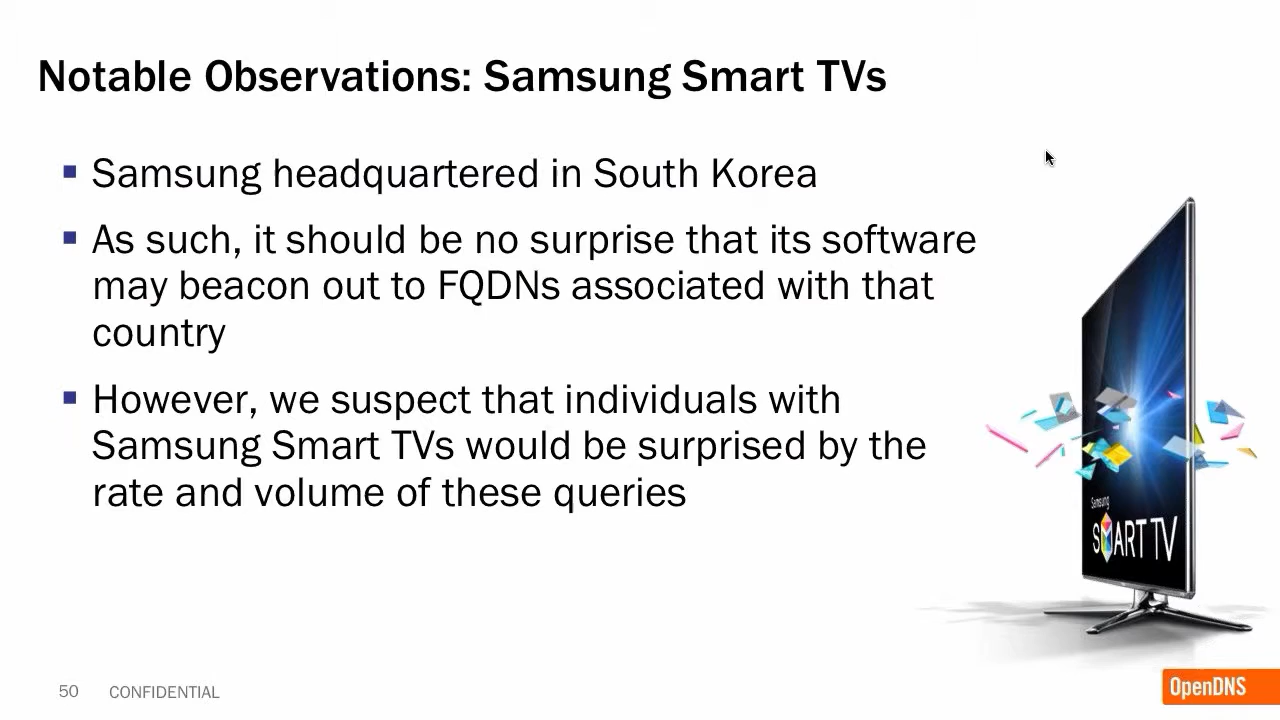 Notable Observations: Samsung Smart TVs
Samsung headquartered in South Korea
As such, it should be no surprise that its software
may beacon out to FQDNs associated with that
country
However, we suspect that individuals with
Samsung Smart TVs would be surprised by the
rate and volume of these queries
Samsung
SMART TV
50 CONFIDENTIAL
OpenDNS